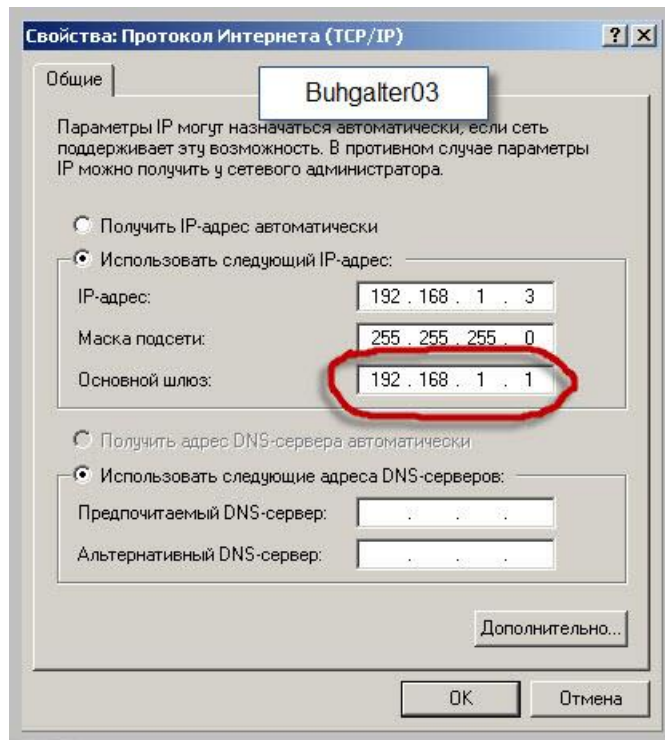 Свойства: Протокол Интернета (TCP/IP)
Общие
Buhgalter03
Параметры IP могут назначаться автоматически, если сеть
поддерживает эту возможность. В противном случае параметры
IP можно получить у сетевого администратора.
Получить IP-адрес автоматически
Использовать следующий IP-адрес:
IP-адрес: 192 . 168 . 1 . 3
Маска подсети: 255 . 255 . 255 . 0
Основной шлюз: 192 . 168 . 1 . 1
Получить адрес DNS-сервера автоматически
Использовать следующие адреса DNS-серверов:
Предпочитаемый DNS-сервер: . . .
Альтернативный DNS-сервер: . . .
Дополнительно...
OK Отмена